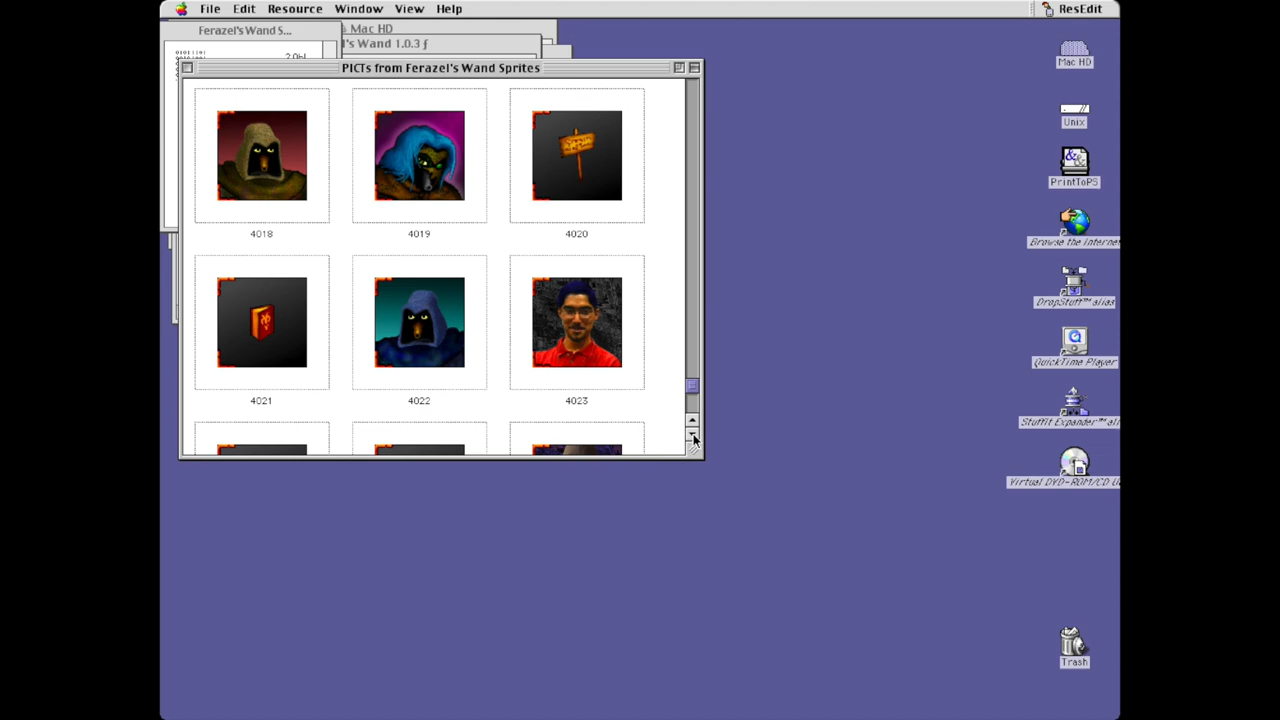 File Edit Resource Window View Help
ResEdit
Ferazel's Wand S...
Mac HD
l's Wand 1.0.3 ƒ
PICTs from Ferazel's Wand Sprites
4018
4019
4020
4021
4022
4023
Mac HD
Unix
PrintToPS
Browse the Internet
DropStuff™ alias
QuickTime Player
StuffIt Expander™ ali
Virtual DVD-ROM/CD U
Trash